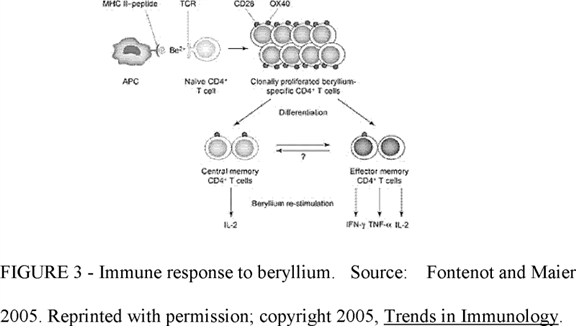 MHC II–peptide TCR CD28 OX40
Be²⁺
APC Naive CD4⁺ Clonally proliferated beryllium-
T cell specific CD4⁺ T cells
Differentiation
?
Central memory Effector memory
CD4⁺ T cells CD4⁺ T cells
Beryllium re-stimulation
IL-2 IFN-γ TNF-α IL-2
FIGURE 3 - Immune response to beryllium. Source: Fontenot and Maier
2005. Reprinted with permission; copyright 2005, Trends in Immunology.